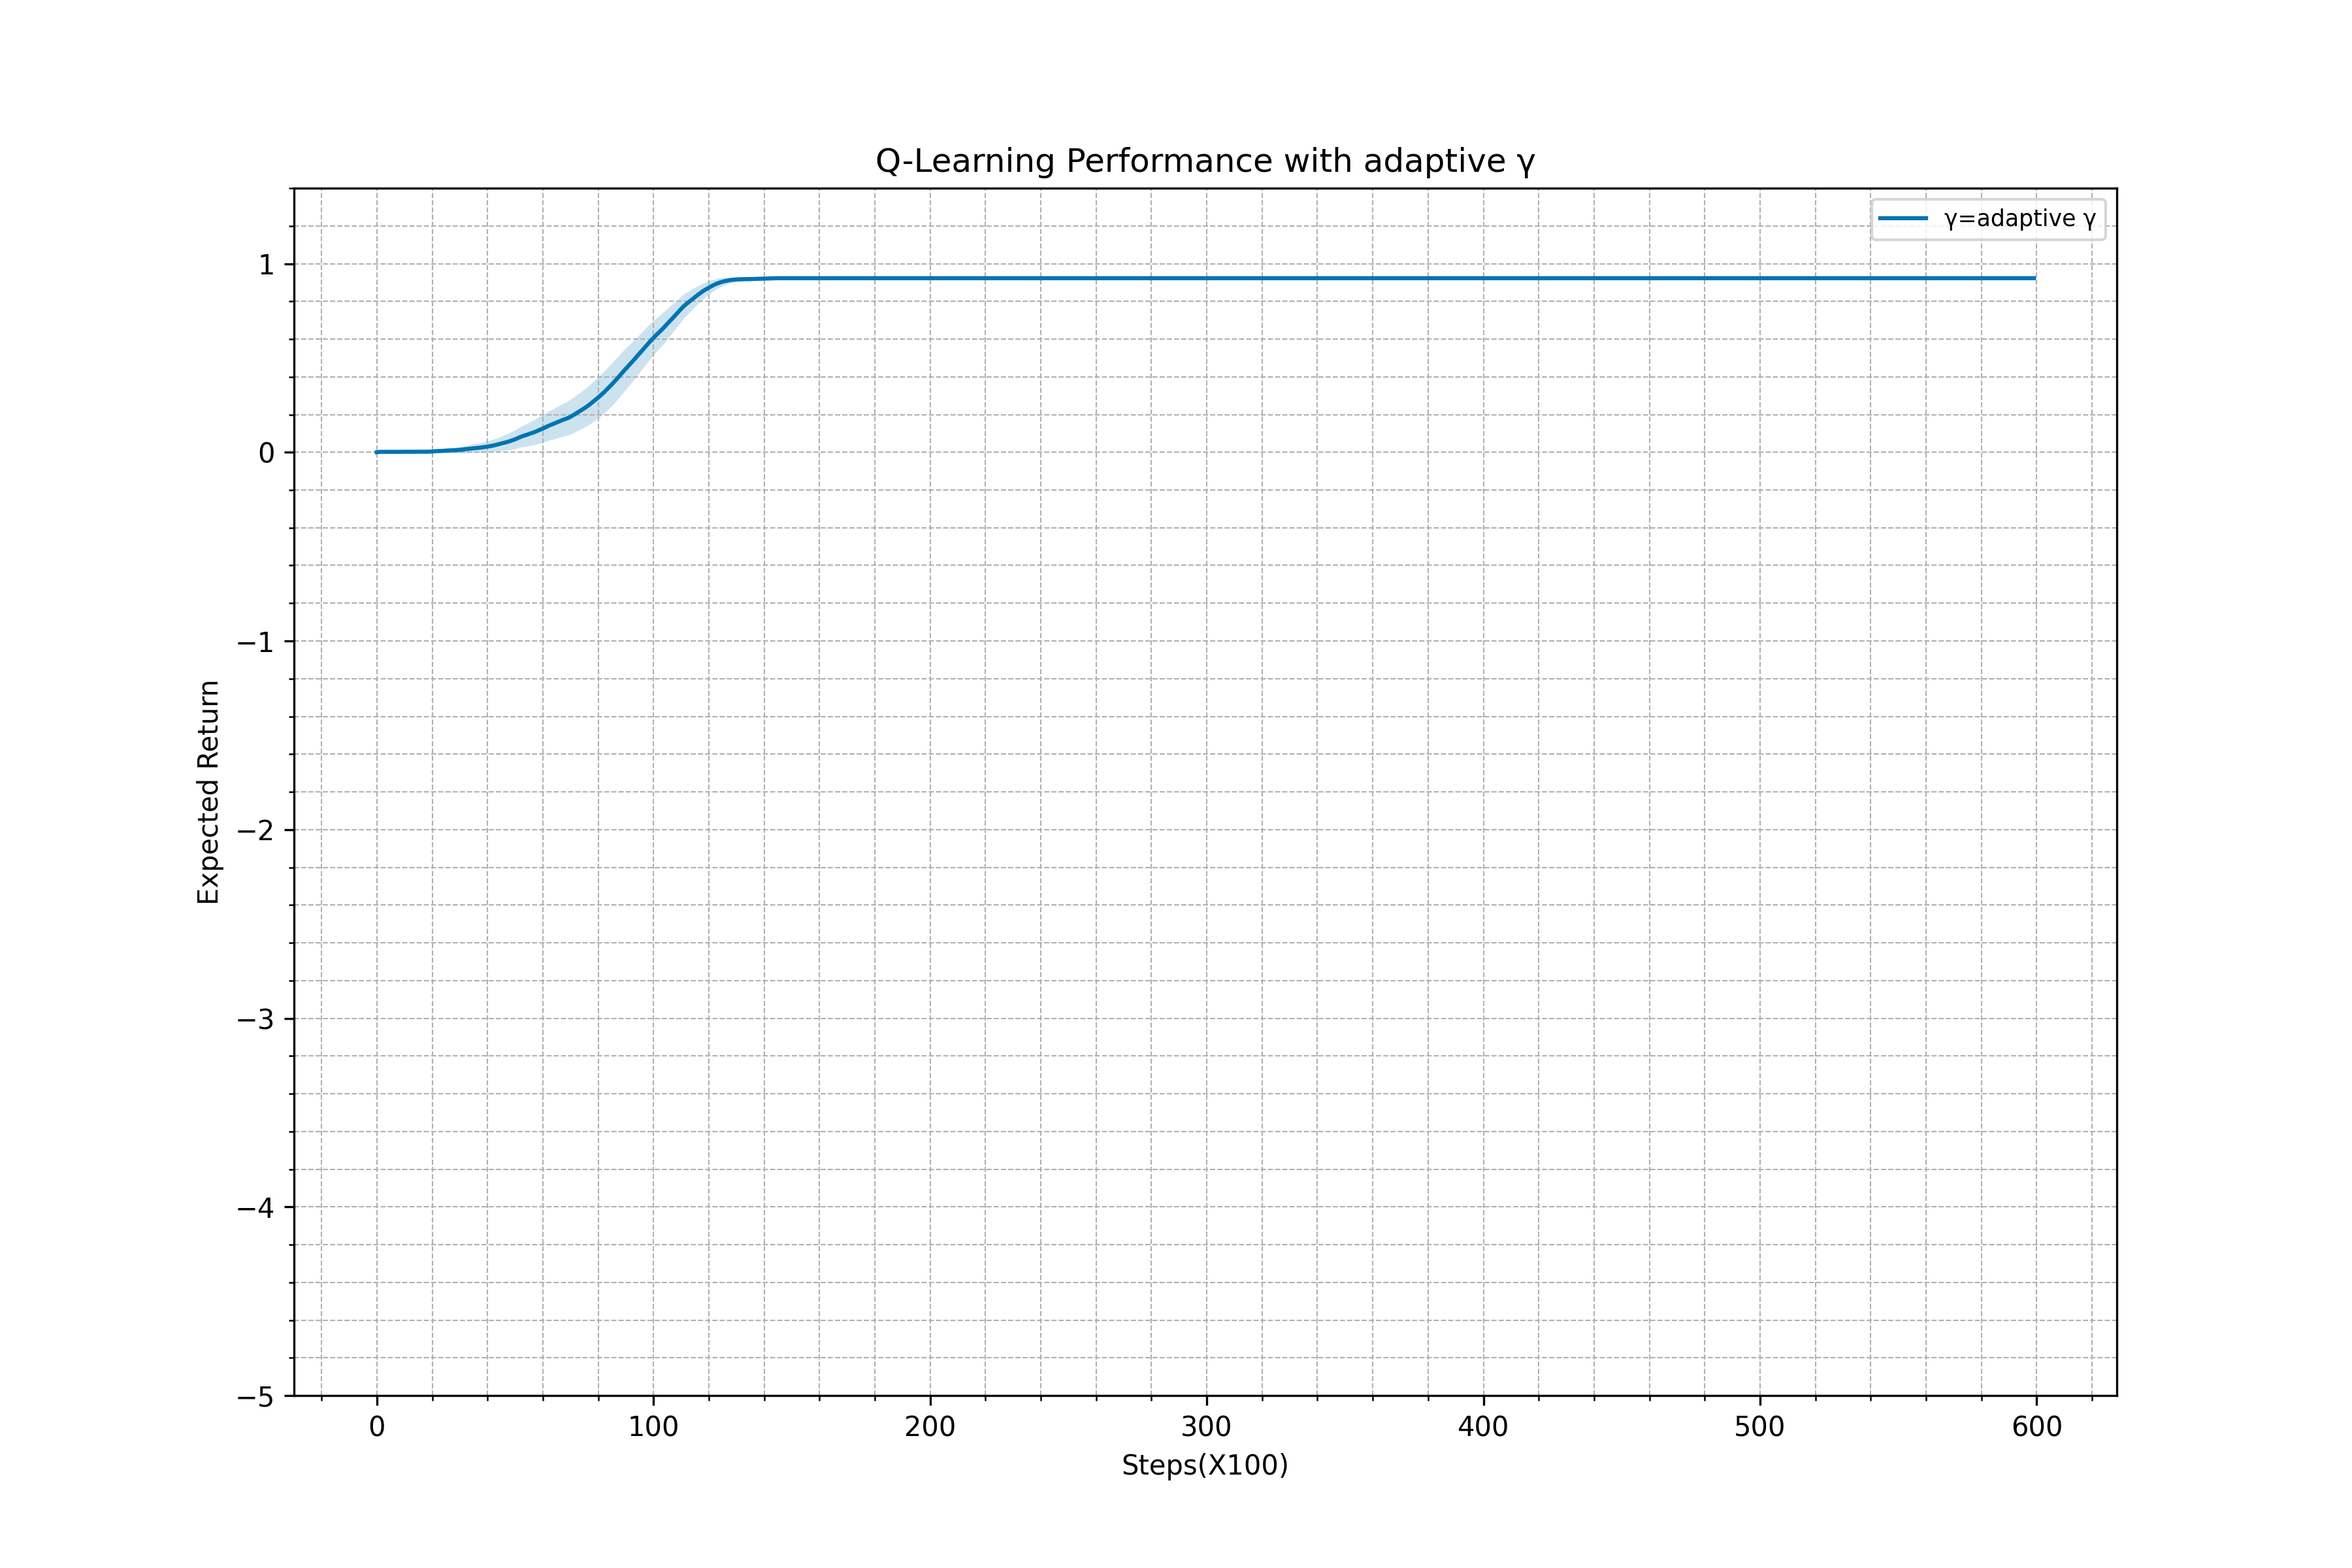 Q-Learning Performance with adaptive γ
γ=adaptive γ
1
0
−1
−2
−3
−4
−5
Expected Return
0 100 200 300 400 500 600
Steps(X100)